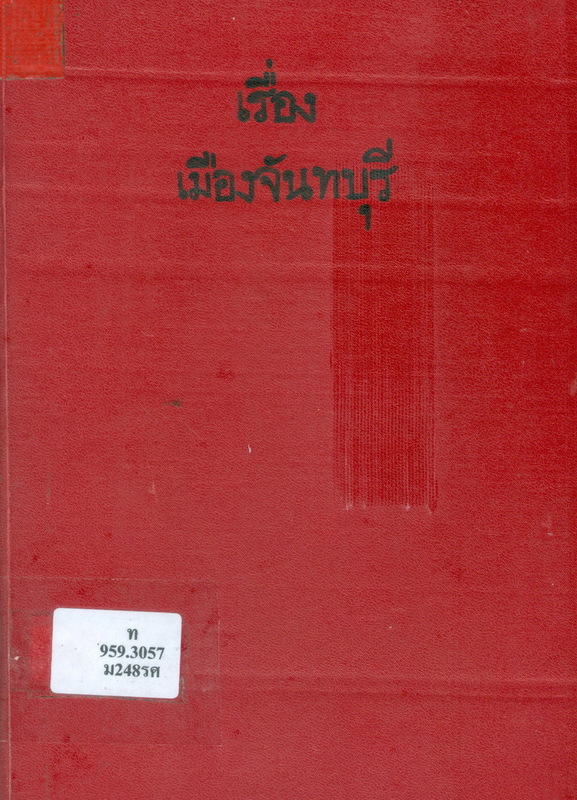 เรื่อง
เมืองจันทบุรี
ท
959.3057
ม248รศ